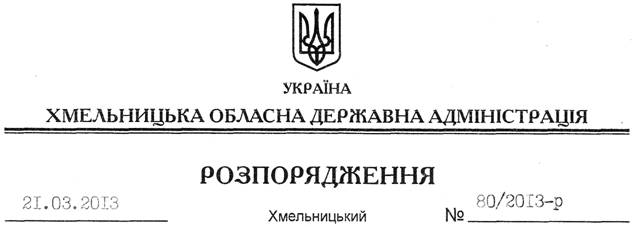 УКРАЇНА
ХМЕЛЬНИЦЬКА ОБЛАСНА ДЕРЖАВНА АДМІНІСТРАЦІЯ
РОЗПОРЯДЖЕННЯ
21.03.2013 Хмельницький № 80/2013-р